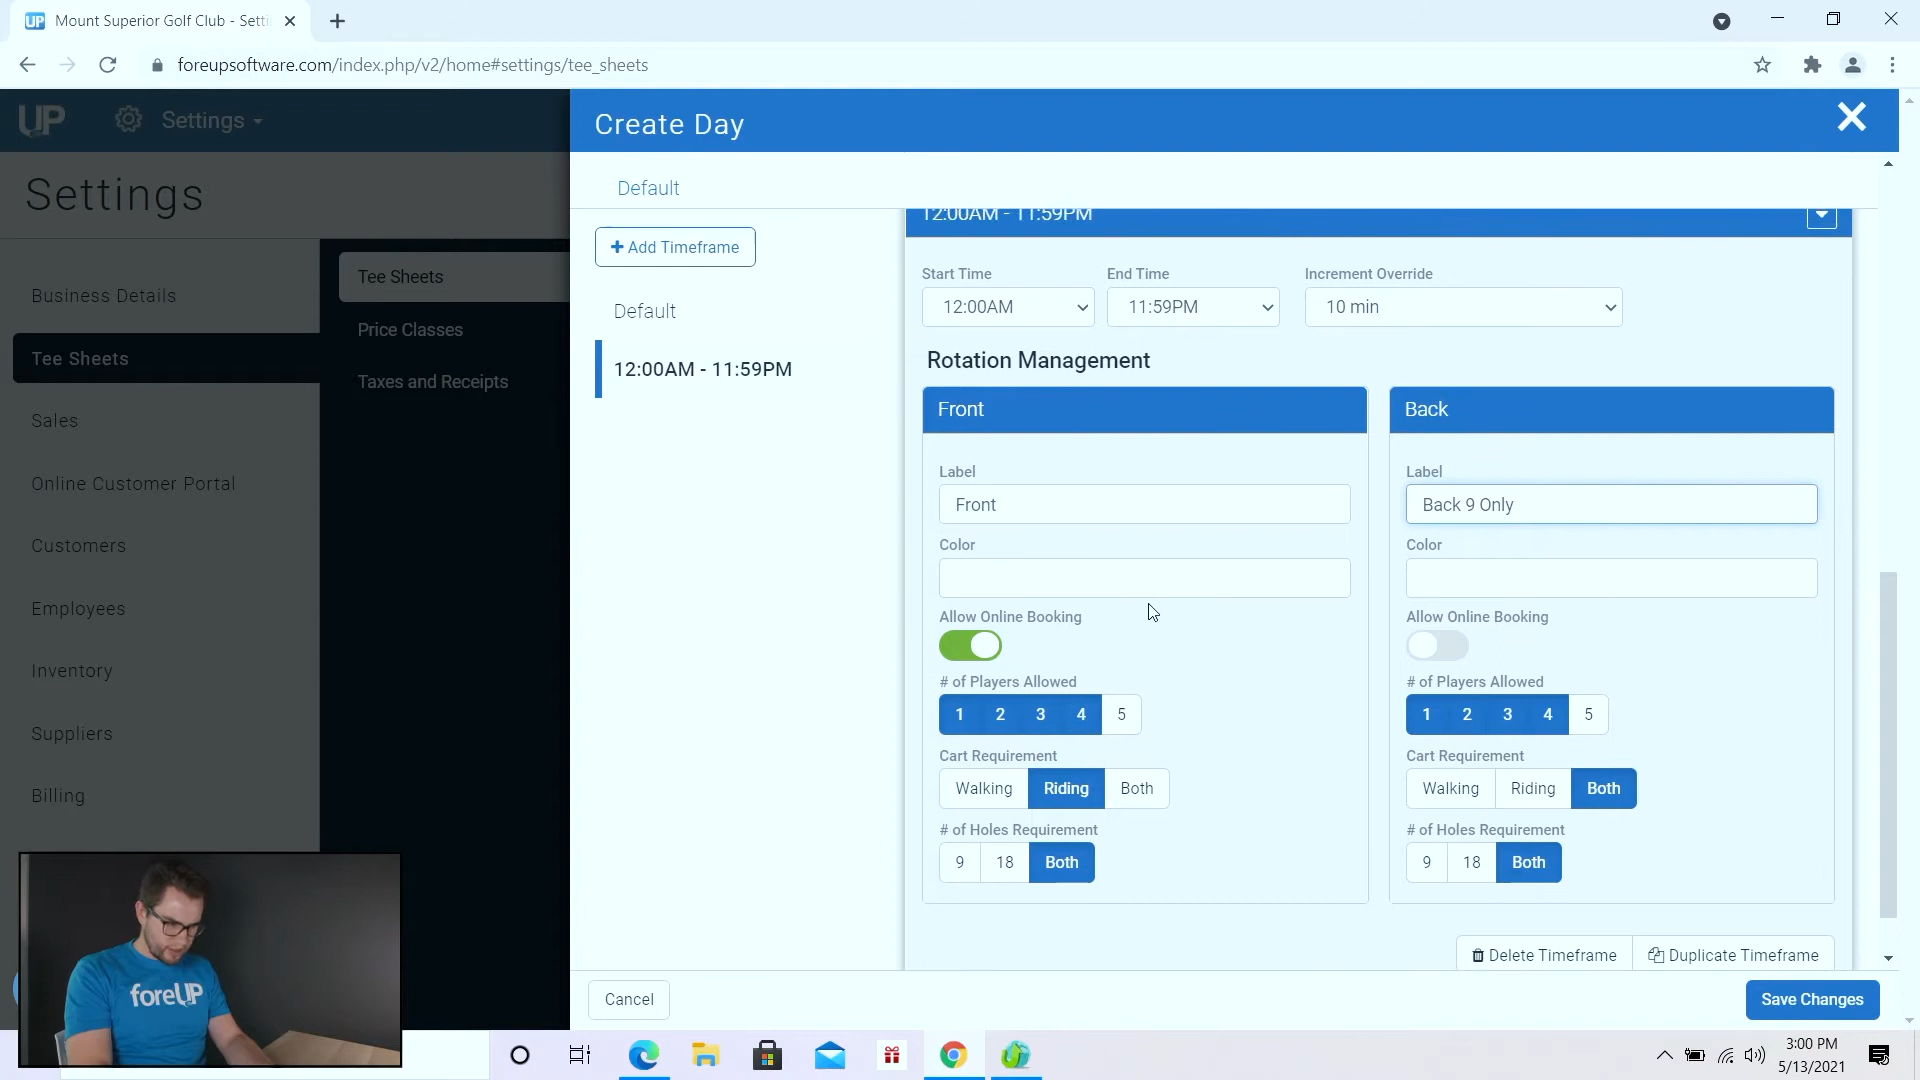 UP Mount Superior Golf Club - Setti
foreupsoftware.com/index.php/v2/home#settings/tee_sheets
UP Settings
Create Day
Settings
Default
12:00AM - 11:59PM
Add Timeframe
Default
12:00AM - 11:59PM
Business Details
Tee Sheets
Sales
Online Customer Portal
Customers
Employees
Inventory
Suppliers
Billing
Tee Sheets
Price Classes
Taxes and Receipts
Start Time
End Time
Increment Override
12:00AM
11:59PM
10 min
Rotation Management
Front
Label
Front
Color
Allow Online Booking
# of Players Allowed
1 2 3 4 5
Cart Requirement
Walking Riding Both
# of Holes Requirement
9 18 Both
Back
Label
Back 9 Only
Color
Allow Online Booking
# of Players Allowed
1 2 3 4 5
Cart Requirement
Walking Riding Both
# of Holes Requirement
9 18 Both
Delete Timeframe
Duplicate Timeframe
Cancel
Save Changes
foreUP
3:00 PM
5/13/2021